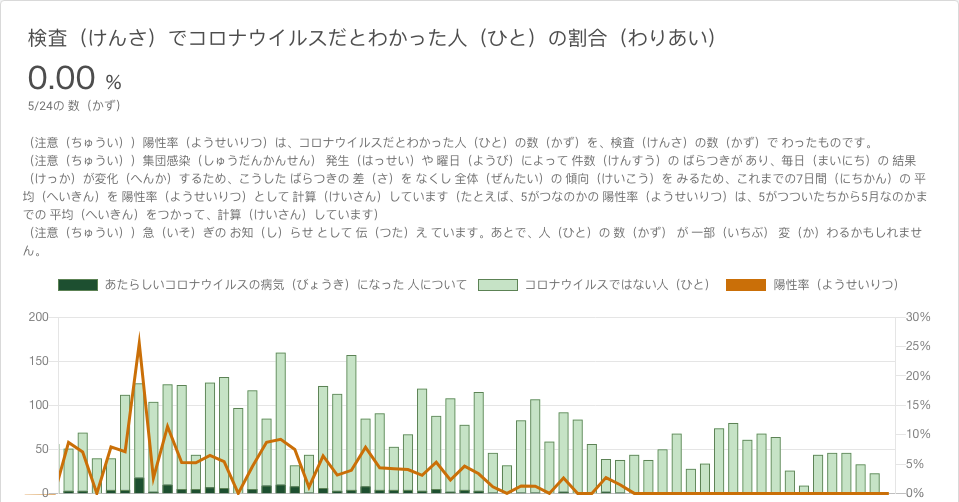 検査（けんさ）でコロナウイルスだとわかった人（ひと）の割合（わりあい）
0.00 %
5/24の 数（かず）
（注意（ちゅうい））陽性率（ようせいりつ）は、コロナウイルスだとわかった人（ひと）の数（かず）を、検査（けんさ）の数（かず）で わったものです。
（注意（ちゅうい））集団感染（しゅうだんかんせん） 発生（はっせい）や 曜日（ようび）によって 件数（けんすう）の ばらつきが あり、毎日（まいにち）の 結果
（けっか）が変化（へんか）するため、こうした ばらつきの 差（さ）を なくし 全体（ぜんたい）の 傾向（けいこう）を みるため、これまでの7日間（にちかん）の 平
均（へいきん）を 陽性率（ようせいりつ）として 計算（けいさん）しています（たとえば、5がつなのかの 陽性率（ようせいりつ）は、5がつついたちから5月なのかま
での 平均（へいきん）をつかって、計算（けいさん）しています）
（注意（ちゅうい））急（いそ）ぎの お知（し）らせ として 伝（つた）え ています。あとで、人（ひと）の 数（かず） が 一部（いちぶ） 変（か）わるかもしれませ
ん。
あたらしいコロナウイルスの病気（びょうき）になった 人について コロナウイルスではない人（ひと） 陽性率（ようせいりつ）
200 30%
25%
150
20%
100 15%
10%
50
5%
0 0%